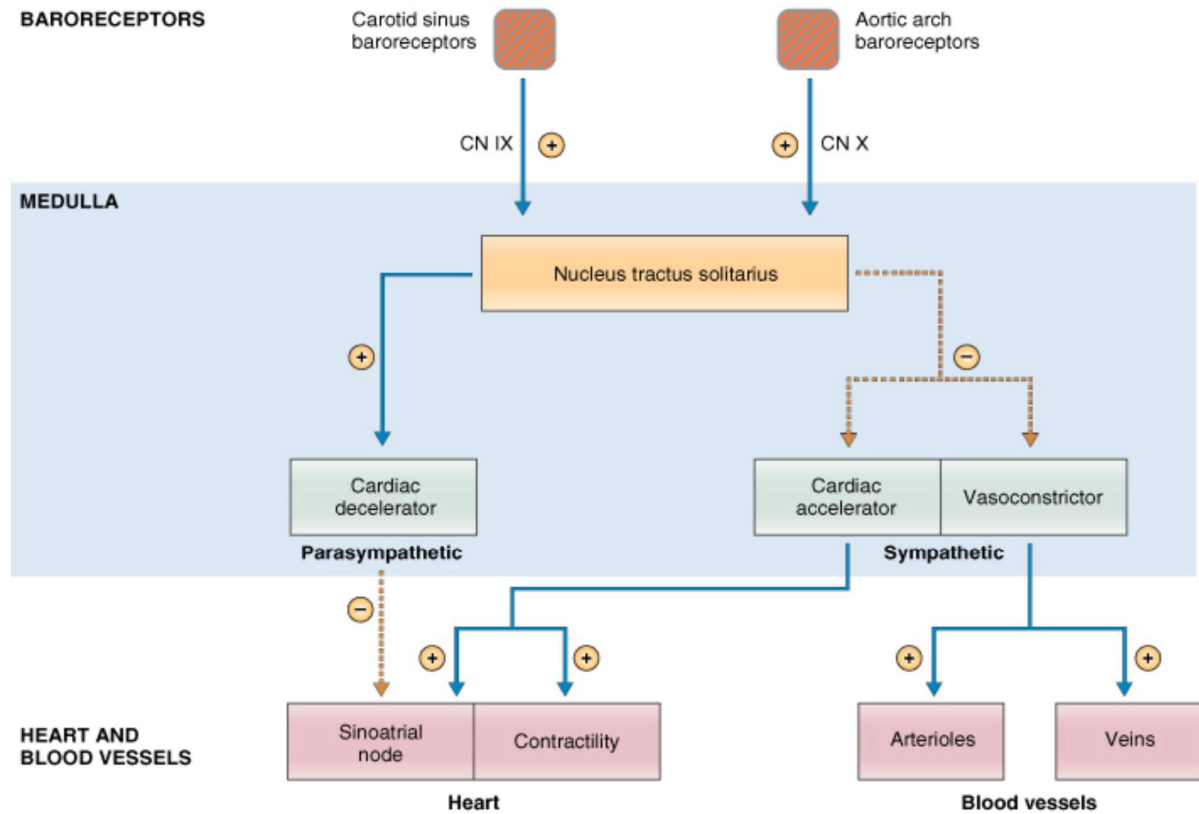 BARORECEPTORS
Carotid sinus
baroreceptors
Aortic arch
baroreceptors
CN IX
+
+
CN X
MEDULLA
Nucleus tractus solitarius
+
−
Cardiac
decelerator
Cardiac
accelerator
Vasoconstrictor
Parasympathetic
Sympathetic
−
+
+
+
+
HEART AND
BLOOD VESSELS
Sinoatrial
node
Contractility
Arterioles
Veins
Heart
Blood vessels